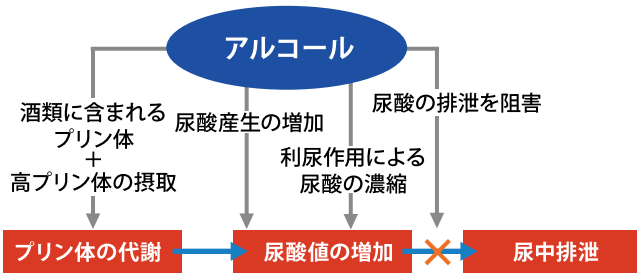 アルコール
酒類に含まれる
プリン体
+
高プリン体の摂取
尿酸産生の増加
利尿作用による
尿酸の濃縮
尿酸の排泄を阻害
プリン体の代謝
尿酸値の増加
尿中排泄